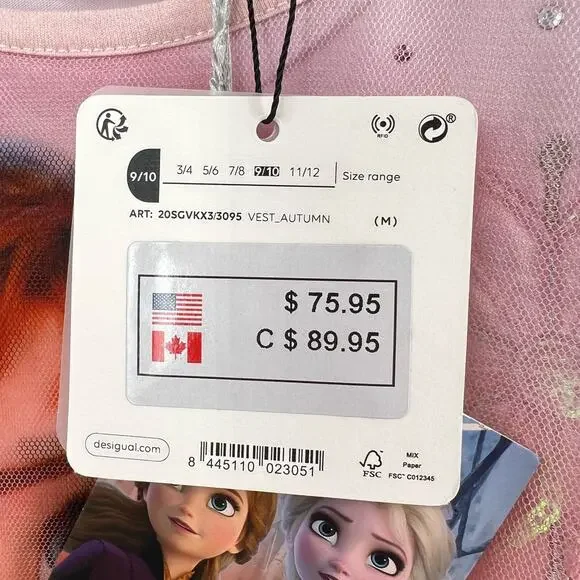 RFID
®
9/10 3/4 5/6 7/8 9/10 11/12 Size range
ART: 20SGVKX3/3095 VEST_AUTUMN (M)
$ 75.95
C $ 89.95
desigual.com
8 445110 023051
FSC
MIX
Paper
FSC™ C012345